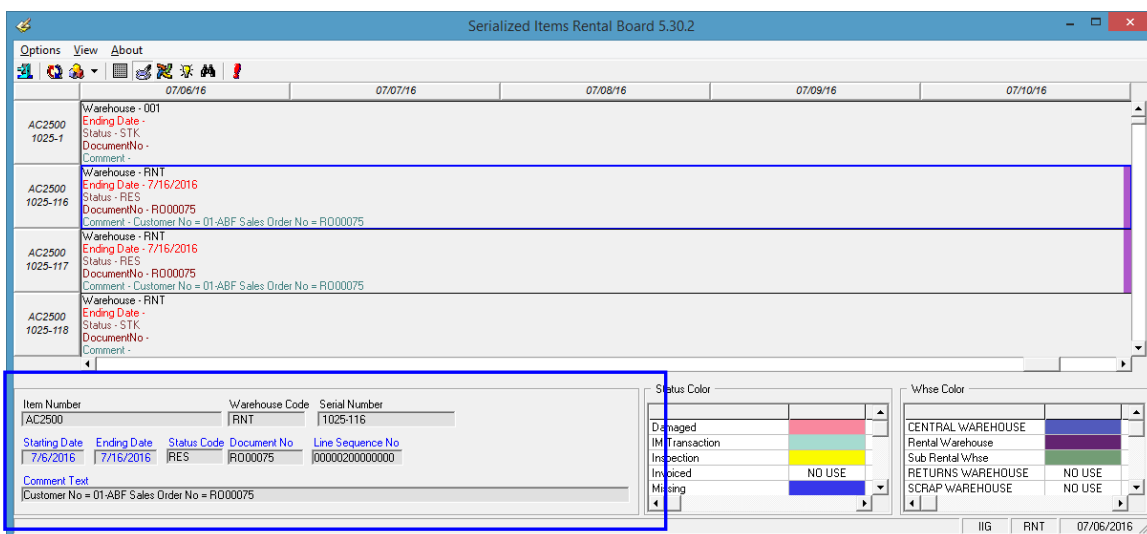 Serialized Items Rental Board 5.30.2
Options View About
07/06/16 07/07/16 07/08/16 07/09/16 07/10/16
AC2500
1025-1
Warehouse - 001
Ending Date -
Status - STK
DocumentNo -
Comment -
AC2500
1025-116
Warehouse - RNT
Ending Date - 7/16/2016
Status - RES
DocumentNo - RO00075
Comment - Customer No = 01-ABF Sales Order No = RO00075
AC2500
1025-117
Warehouse - RNT
Ending Date - 7/16/2016
Status - RES
DocumentNo - RO00075
Comment - Customer No = 01-ABF Sales Order No = RO00075
AC2500
1025-118
Warehouse - RNT
Ending Date -
Status - STK
DocumentNo -
Comment -
Item Number Warehouse Code Serial Number
AC2500 RNT 1025-116
Starting Date Ending Date Status Code Document No Line Sequence No
7/6/2016 7/16/2016 RES RO00075 00000200000000
Comment Text
Customer No = 01-ABF Sales Order No = RO00075
Status Color
Damaged
IM Transaction
Inspection
Invoiced NO USE
Missing
Whse Color
CENTRAL WAREHOUSE
Rental Warehouse
Sub Rental Whse
RETURNS WAREHOUSE NO USE
SCRAP WAREHOUSE NO USE
IIG RNT 07/06/2016